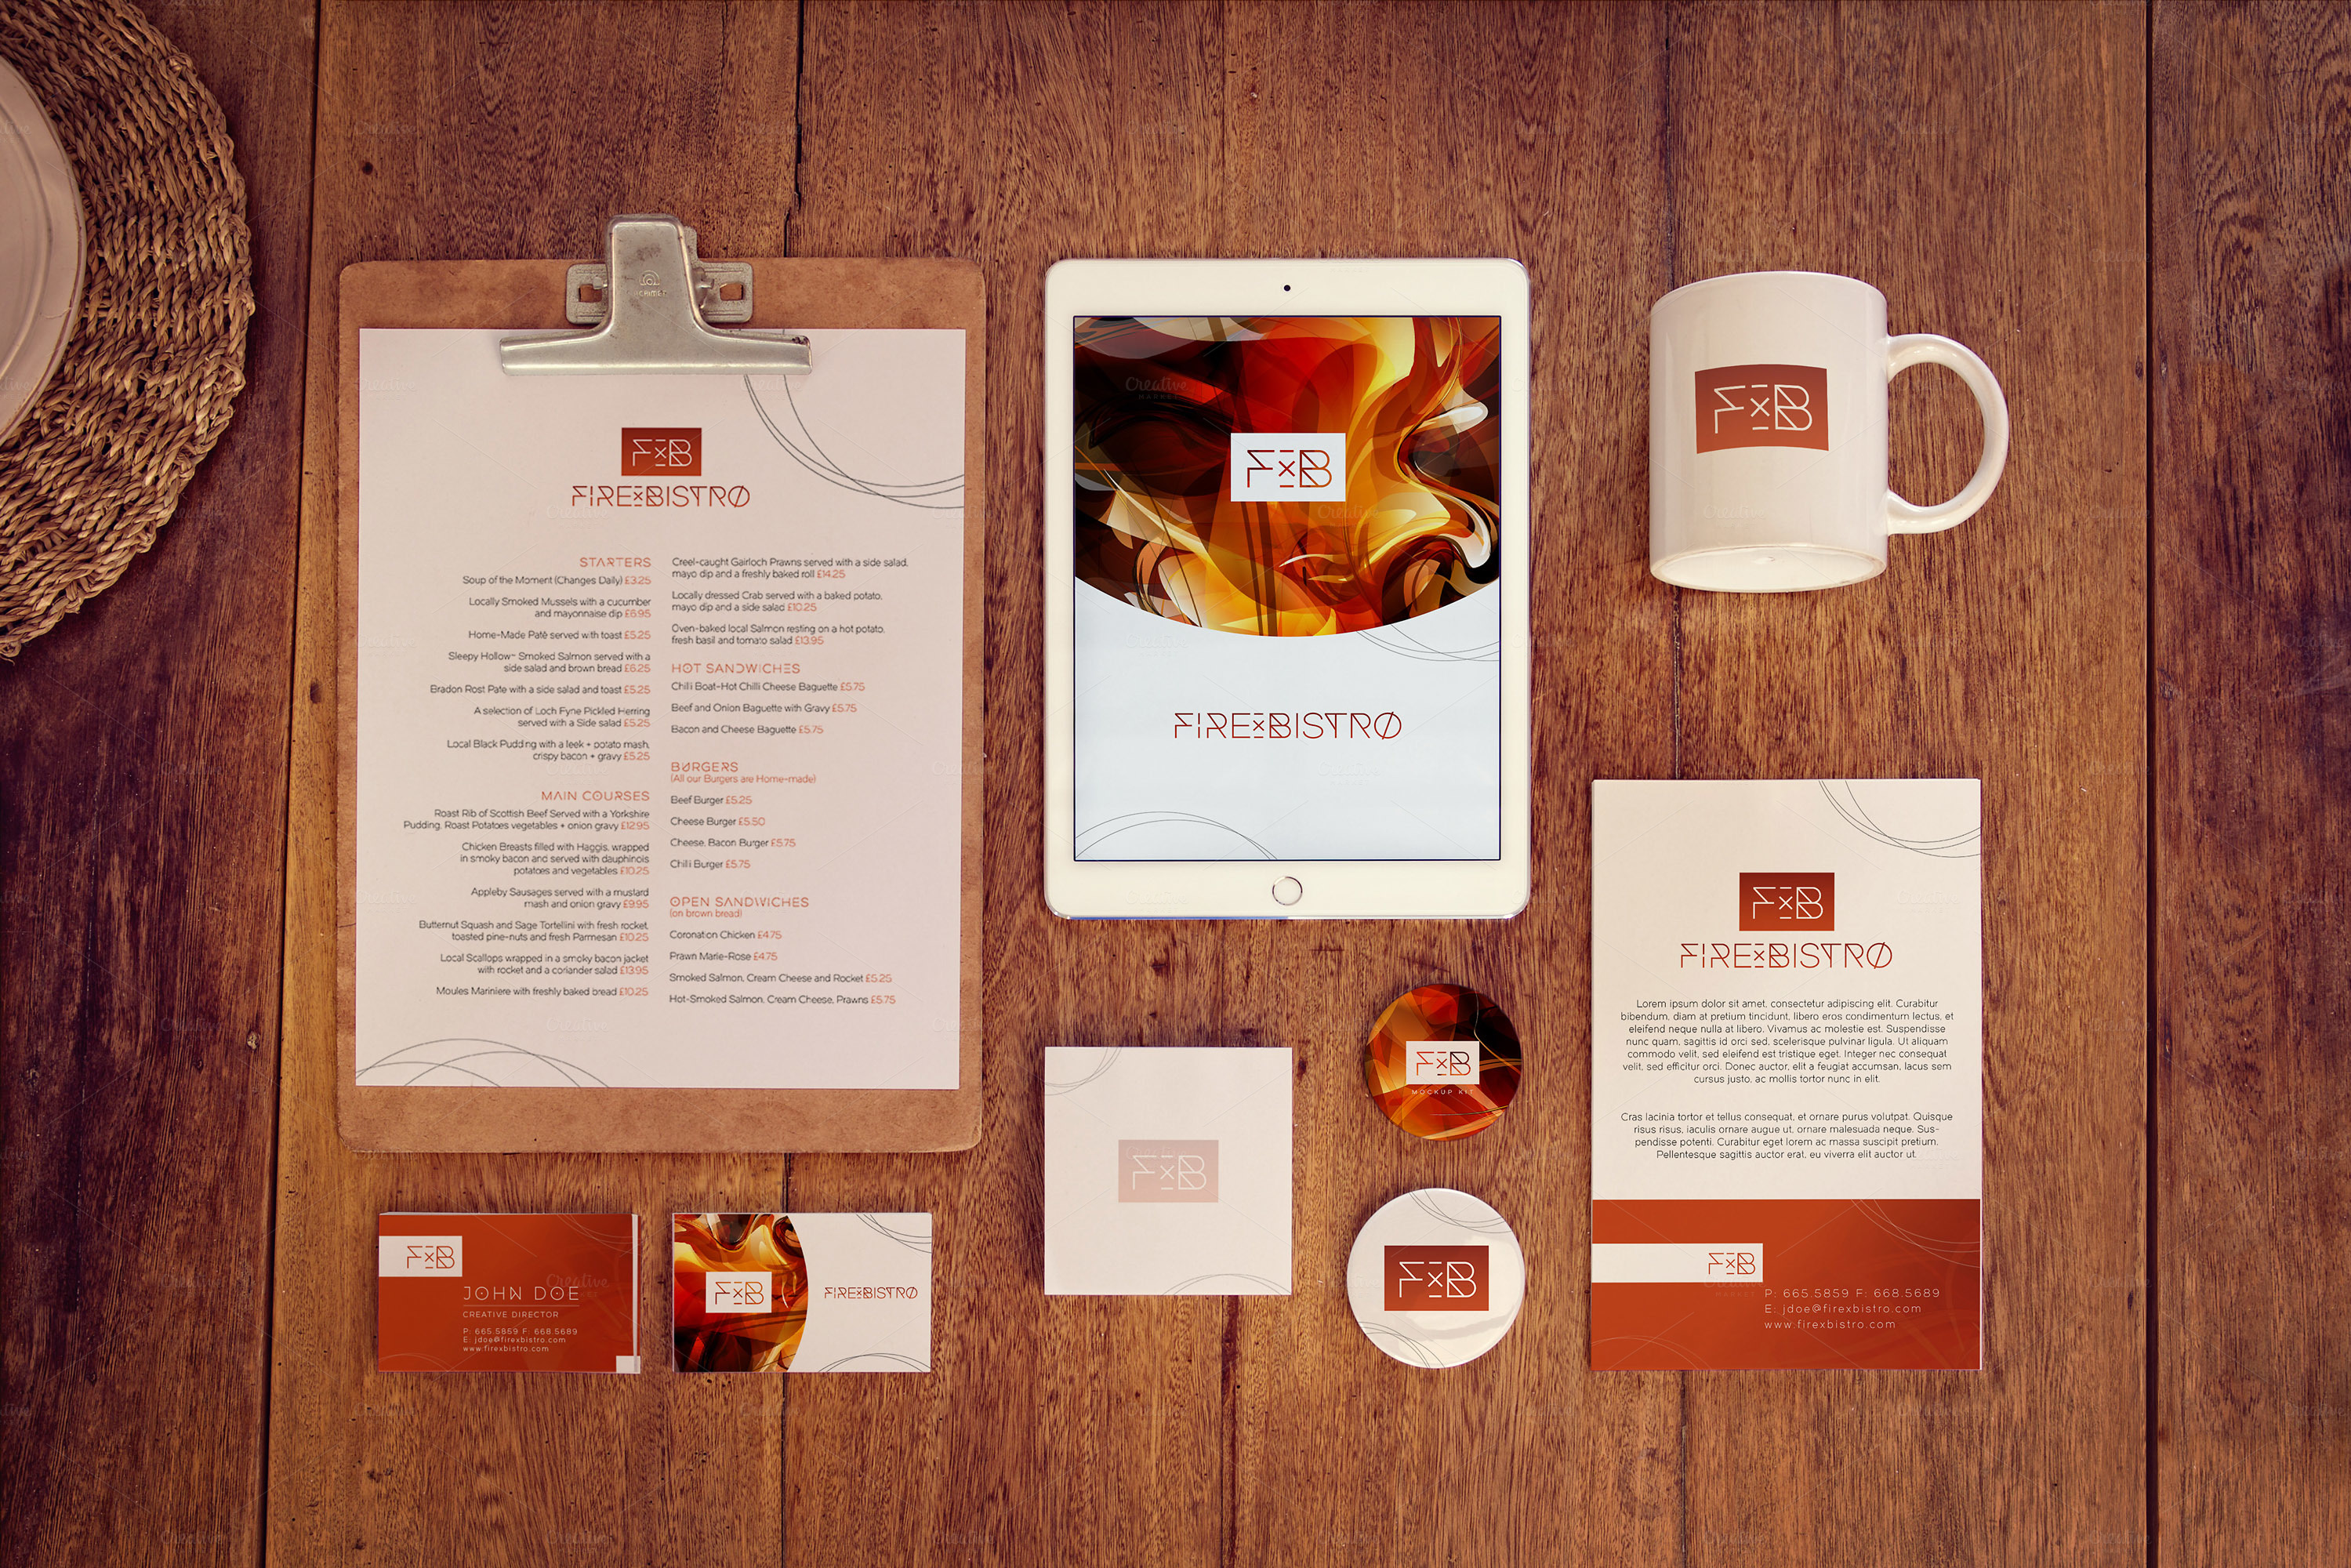 F×B
FIRE×BISTRO
STARTERS
Soup of the Moment (Changes Daily) £3.25
Locally Smoked Mussels with a cucumber
and mayonnaise dip £6.95
Home-Made Paté served with toast £5.25
Sleepy Hollow™ Smoked Salmon served with a
side salad and brown bread £6.25
Bradon Rost Pate with a side salad and toast £5.25
A selection of Loch Fyne Pickled Herring
served with a Side salad £5.25
Local Black Pudding with a leek + potato mash,
crispy bacon + gravy £5.25
MAIN COURSES
Roast Rib of Scottish Beef Served with a Yorkshire
Pudding, Roast Potatoes vegetables + onion gravy £12.95
Chicken Breasts filled with Haggis, wrapped
in smoky bacon and served with dauphinois
potatoes and vegetables £10.25
Appleby Sausages served with a mustard
mash and onion gravy £9.95
Butternut Squash and Sage Tortellini with fresh rocket,
toasted pine-nuts and fresh Parmesan £10.25
Local Scallops wrapped in a smoky bacon jacket
with rocket and a coriander salad £13.95
Moules Mariniere with freshly baked bread £10.25
Creel-caught Gairloch Prawns served with a side salad,
mayo dip and a freshly baked roll £14.25
Locally dressed Crab served with a baked potato,
mayo dip and a side salad £10.25
Oven-baked local Salmon resting on a hot potato,
fresh basil and tomato salad £13.95
HOT SANDWICHES
Chilli Boat-Hot Chilli Cheese Baguette £5.75
Beef and Onion Baguette with Gravy £5.75
Bacon and Cheese Baguette £5.75
BURGERS
(All our Burgers are Home-made)
Beef Burger £5.25
Cheese Burger £5.50
Cheese, Bacon Burger £5.75
Chilli Burger £5.75
OPEN SANDWICHES
(on brown bread)
Coronation Chicken £4.75
Prawn Marie-Rose £4.75
Smoked Salmon, Cream Cheese and Rocket £5.25
Hot-Smoked Salmon, Cream Cheese, Prawns £5.75
F×B
FIRE×BISTRO
F×B
F×B
FIRE×BISTRO
Lorem ipsum dolor sit amet, consectetur adipiscing elit. Curabitur
bibendum, diam at pretium tincidunt, libero eros condimentum lectus, et
eleifend neque nulla at libero. Vivamus ac molestie est. Suspendisse
nunc quam, sagittis id orci sed, scelerisque pulvinar ligula. Ut aliquam
commodo velit, sed eleifend est tristique eget. Integer nec consequat
velit, sed efficitur orci. Donec auctor, elit a feugiat accumsan, lacus sem
cursus justo, ac mollis tortor nunc in elit.
Cras lacinia tortor et tellus consequat, et ornare purus volutpat. Quisque
risus risus, iaculis ornare augue ut, ornare malesuada neque. Sus-
pendisse potenti. Curabitur eget lorem ac massa suscipit pretium.
Pellentesque sagittis auctor erat, eu viverra elit auctor ut.
F×B
P: 665.5859 F: 668.5689
E: jdoe@firexbistro.com
www.firexbistro.com
F×B
MOCKUP KIT
F×B
F×B
F×B
JOHN DOE
CREATIVE DIRECTOR
P: 665.5859 F: 668.5689
E: jdoe@firexbistro.com
www.firexbistro.com
F×B
FIRE×BISTRO
Creative
MARKET